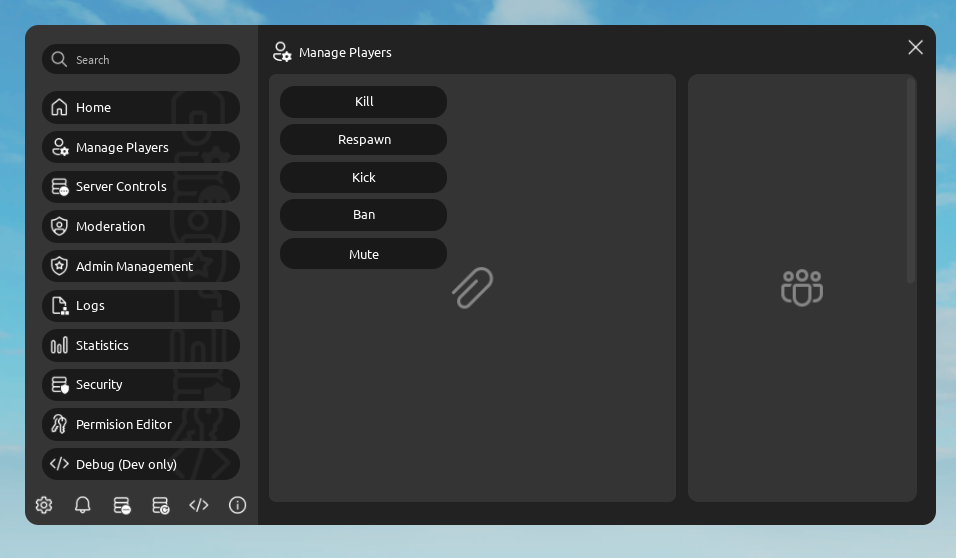 Search
Home
Manage Players
Server Controls
Moderation
Admin Management
Logs
Statistics
Security
Permision Editor
Debug (Dev only)
Manage Players
Kill
Respawn
Kick
Ban
Mute